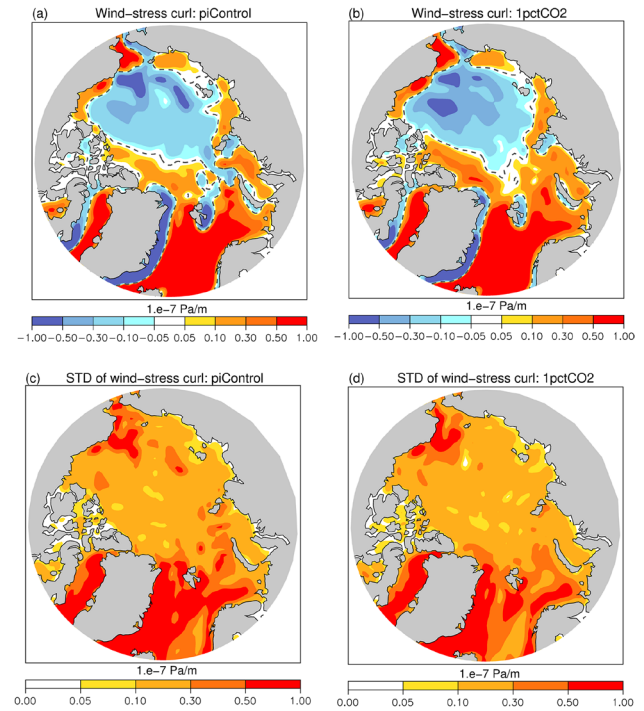 (a) Wind-stress curl: piControl
(b) Wind-stress curl: 1pctCO2
1.e-7 Pa/m
-1.00 -0.50 -0.30 -0.10 -0.05 0.05 0.10 0.30 0.50 1.00
1.e-7 Pa/m
-1.00 -0.50 -0.30 -0.10 -0.05 0.05 0.10 0.30 0.50 1.00
(c) STD of wind-stress curl: piControl
(d) STD of wind-stress curl: 1pctCO2
1.e-7 Pa/m
0.00 0.05 0.10 0.30 0.50 1.00
1.e-7 Pa/m
0.00 0.05 0.10 0.30 0.50 1.00